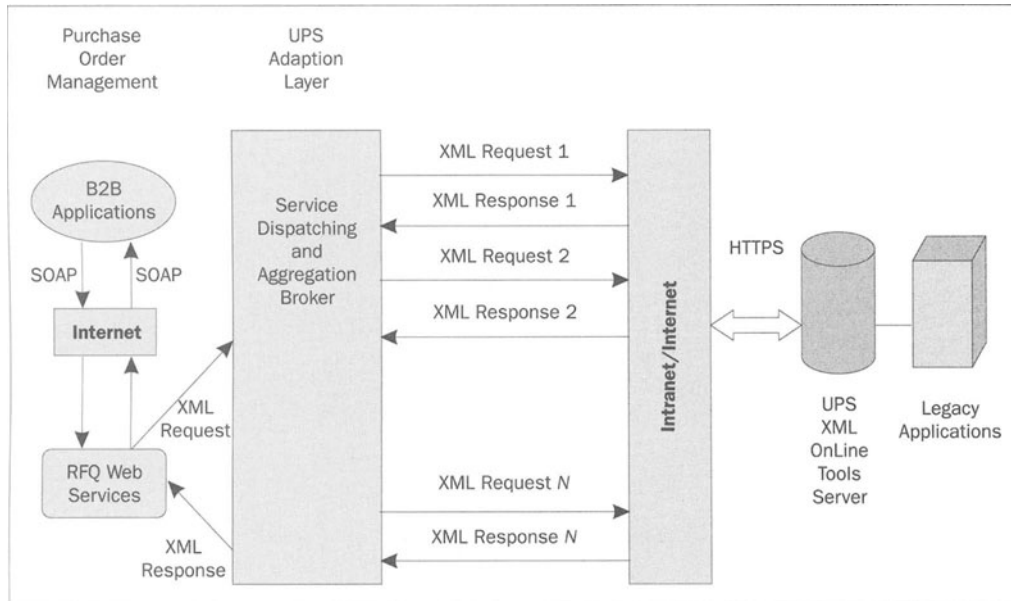 Purchase
Order
Management
UPS
Adaption
Layer
B2B
Applications
SOAP
SOAP
Internet
XML
Request
RFQ Web
Services
XML
Response
Service
Dispatching
and
Aggregation
Broker
XML Request 1
XML Response 1
XML Request 2
XML Response 2
XML Request N
XML Response N
Intranet/Internet
HTTPS
UPS
XML
OnLine
Tools
Server
Legacy
Applications